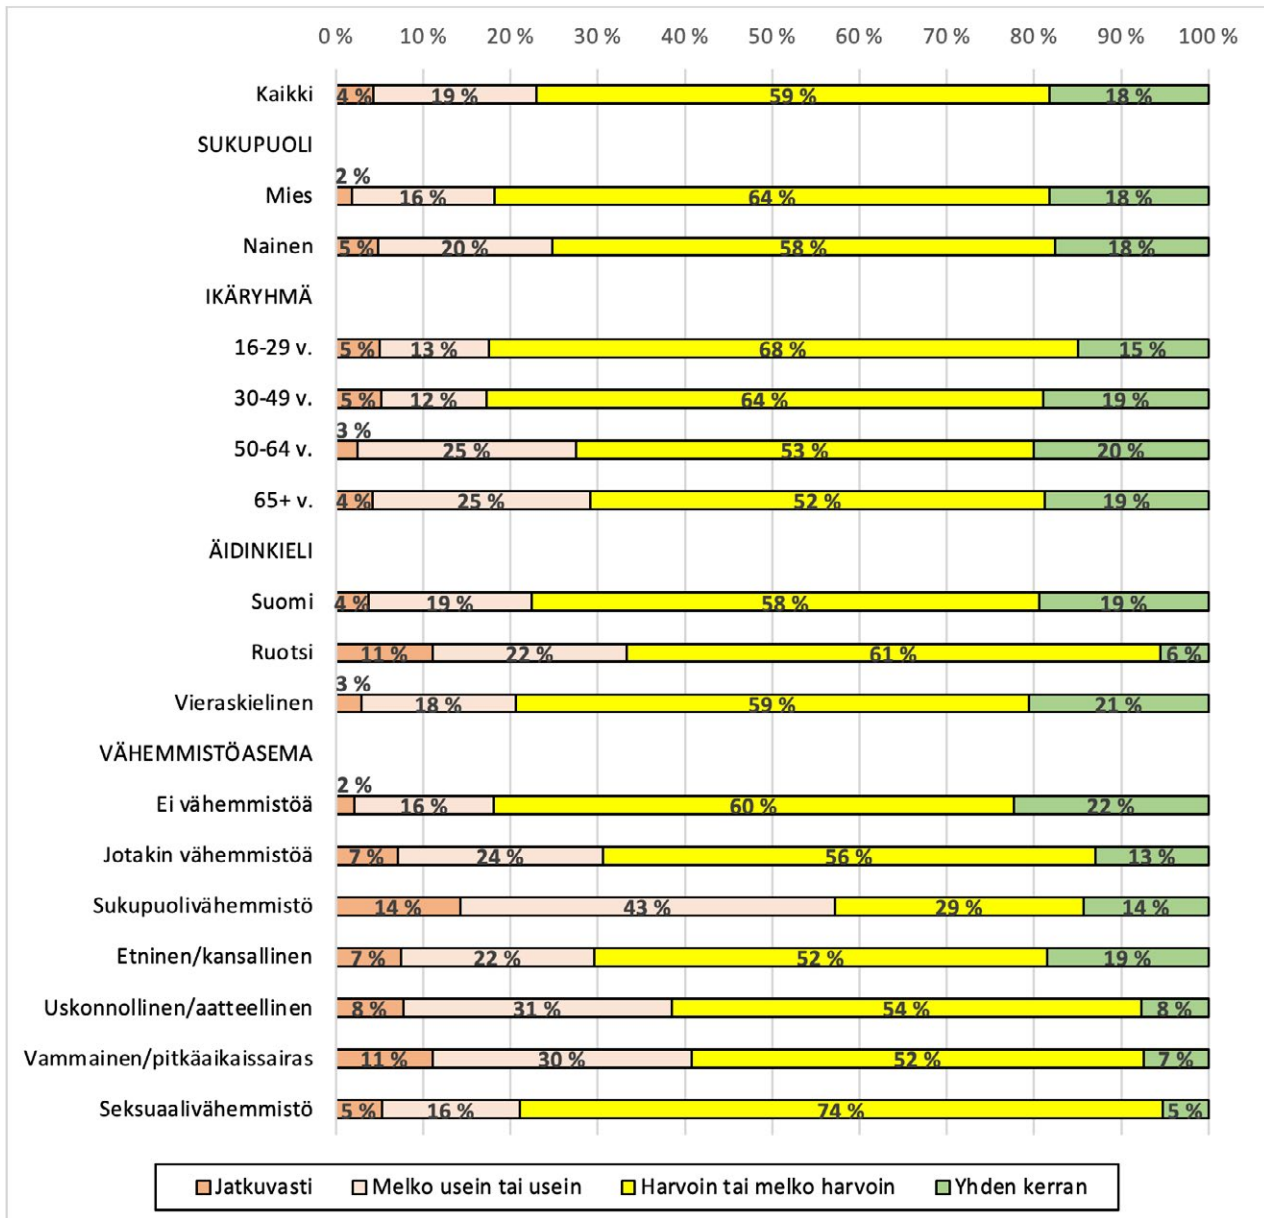 0 % 10 % 20 % 30 % 40 % 50 % 60 % 70 % 80 % 90 % 100 %
Kaikki 4 % 19 % 59 % 18 %
SUKUPUOLI
Mies 2 % 16 % 64 % 18 %
Nainen 5 % 20 % 58 % 18 %
IKÄRYHMÄ
16-29 v. 5 % 13 % 68 % 15 %
30-49 v. 5 % 12 % 64 % 19 %
50-64 v. 3 % 25 % 53 % 20 %
65+ v. 4 % 25 % 52 % 19 %
ÄIDINKIELI
Suomi 4 % 19 % 58 % 19 %
Ruotsi 11 % 22 % 61 % 6 %
Vieraskielinen 3 % 18 % 59 % 21 %
VÄHEMMISTÖASEMA
Ei vähemmistöä 2 % 16 % 60 % 22 %
Jotakin vähemmistöä 7 % 24 % 56 % 13 %
Sukupuolivähemmistö 14 % 43 % 29 % 14 %
Etninen/kansallinen 7 % 22 % 52 % 19 %
Uskonnollinen/aatteellinen 8 % 31 % 54 % 8 %
Vammainen/pitkäaikaissairas 11 % 30 % 52 % 7 %
Seksuaalivähemmistö 5 % 16 % 74 % 5 %
Jatkuvasti Melko usein tai usein Harvoin tai melko harvoin Yhden kerran